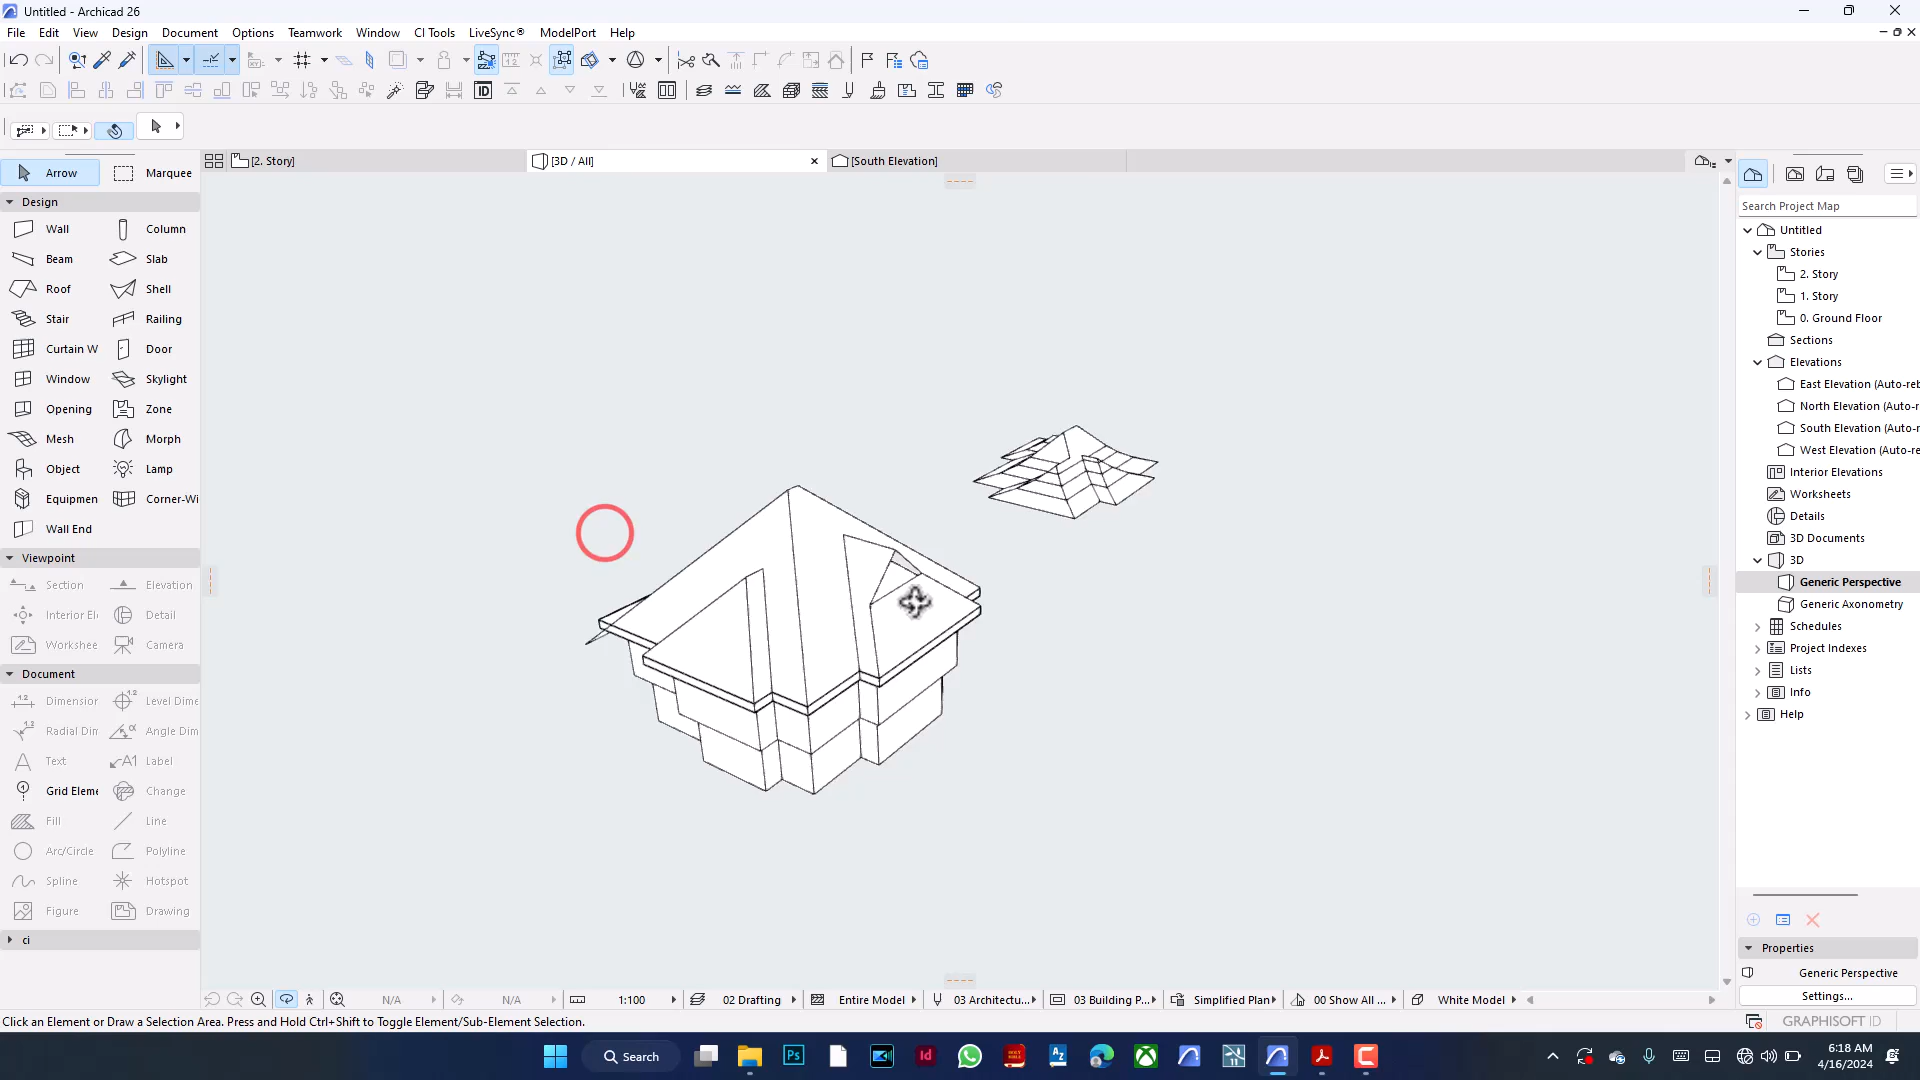 Untitled - Archicad 26
File Edit View Design Document Options Teamwork Window CI Tools LiveSync® ModelPort Help
[2. Story] [3D / All] [South Elevation]
Arrow Marquee
Design
Wall Column
Beam Slab
Roof Shell
Stair Railing
Curtain W Door
Window Skylight
Opening Zone
Mesh Morph
Object Lamp
Equipmen Corner-Wi
Wall End
Viewpoint
Section Elevation
Interior El Detail
Workshee Camera
Document
Dimension Level Dime
Radial Din Angle Dim
Text Label
Grid Eleme Change
Fill Line
Arc/Circle Polyline
Spline Hotspot
Figure Drawing
ci
Search Project Map
Untitled
Stories
2. Story
1. Story
0. Ground Floor
Sections
Elevations
East Elevation (Auto-reb
North Elevation (Auto-r
South Elevation (Auto-r
West Elevation (Auto-re
Interior Elevations
Worksheets
Details
3D Documents
3D
Generic Perspective
Generic Axonometry
Schedules
Project Indexes
Lists
Info
Help
Properties
Generic Perspective
Settings...
N/A N/A 1:100 02 Drafting Entire Model 03 Architectu... 03 Building P... Simplified Plan 00 Show All ... White Model
Click an Element or Draw a Selection Area. Press and Hold Ctrl+Shift to Toggle Element/Sub-Element Selection.
GRAPHISOFT ID
Search
6:18 AM
4/16/2024